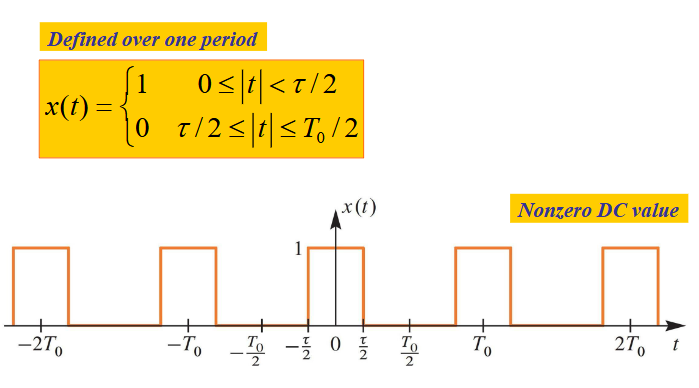 Defined over one period
x(t) = { 1 0 ≤ |t| < τ / 2
0 τ / 2 ≤ |t| ≤ T₀ / 2
x(t)
Nonzero DC value
1
−2T₀ −T₀ −T₀/2 −τ/2 0 τ/2 T₀/2 T₀ 2T₀ t